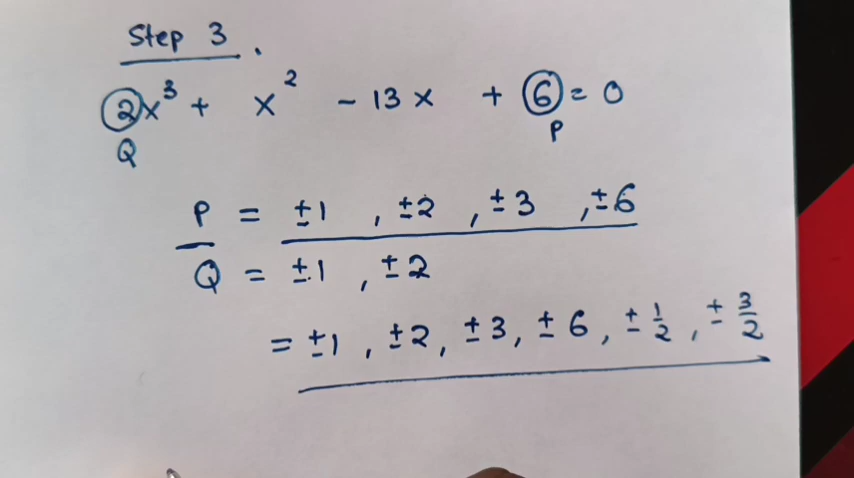 Step 3.
2x³ + x² - 13x + 6 = 0
Q P
P = ±1 , ±2 , ±3 , ±6
Q = ±1 , ±2
= ±1 , ±2, ±3, ±6, ±1/2, ±3/2